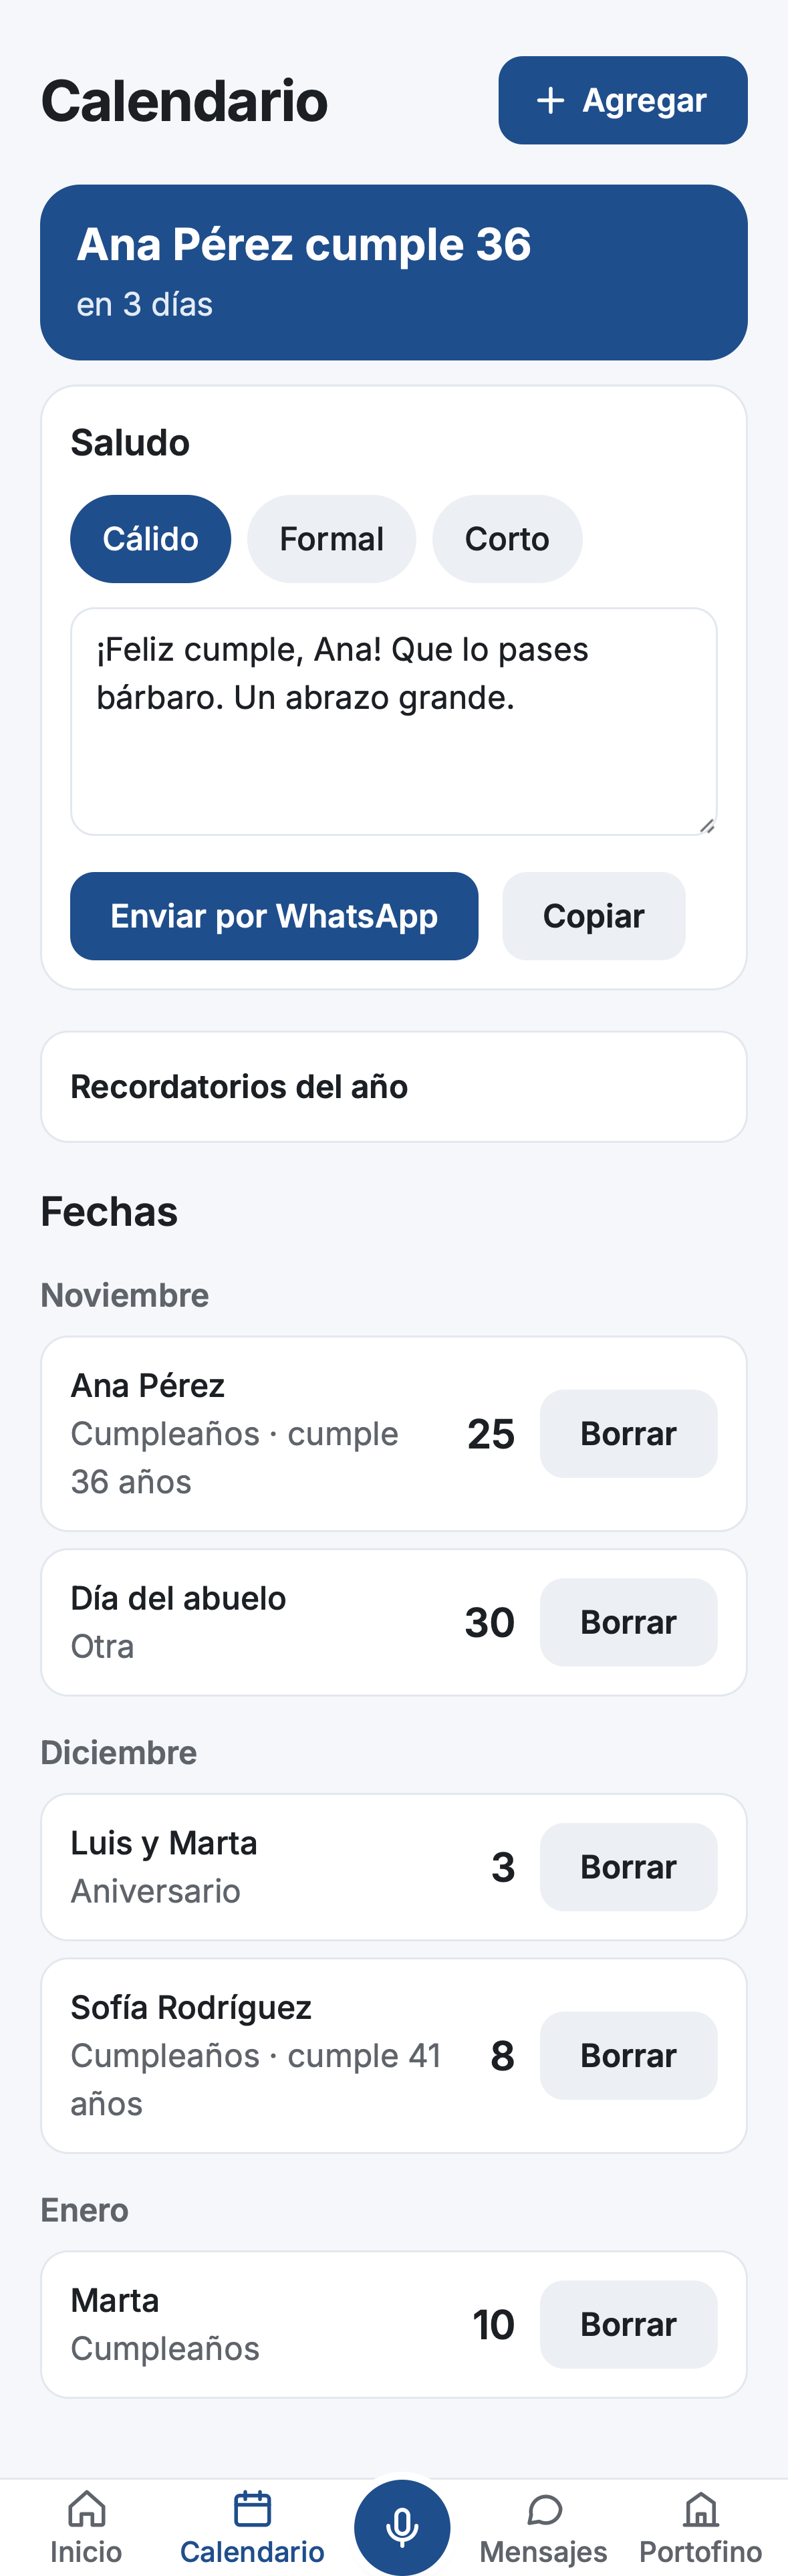 Calendario
Agregar
Ana Pérez cumple 36
en 3 días
Saludo
Cálido
Formal
Corto
¡Feliz cumple, Ana! Que lo pases
bárbaro. Un abrazo grande.
Enviar por WhatsApp
Copiar
Recordatorios del año
Fechas
Noviembre
Ana Pérez
Cumpleaños · cumple
36 años
25
Borrar
Día del abuelo
Otra
30
Borrar
Diciembre
Luis y Marta
Aniversario
3
Borrar
Sofía Rodríguez
Cumpleaños · cumple 41
años
8
Borrar
Enero
Marta
Cumpleaños
10
Borrar
Inicio
Calendario
Mensajes
Portofino